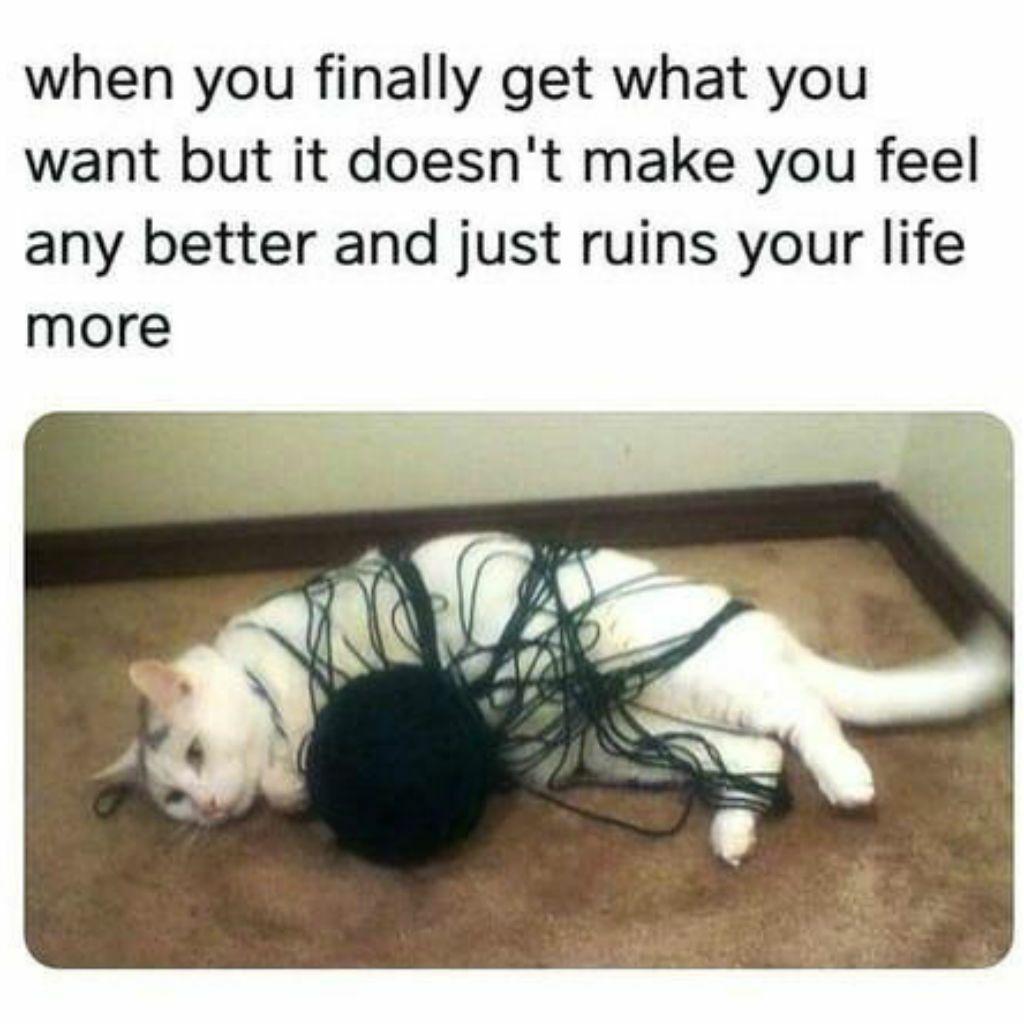 when you finally get what you
want but it doesn't make you feel
any better and just ruins your life
more